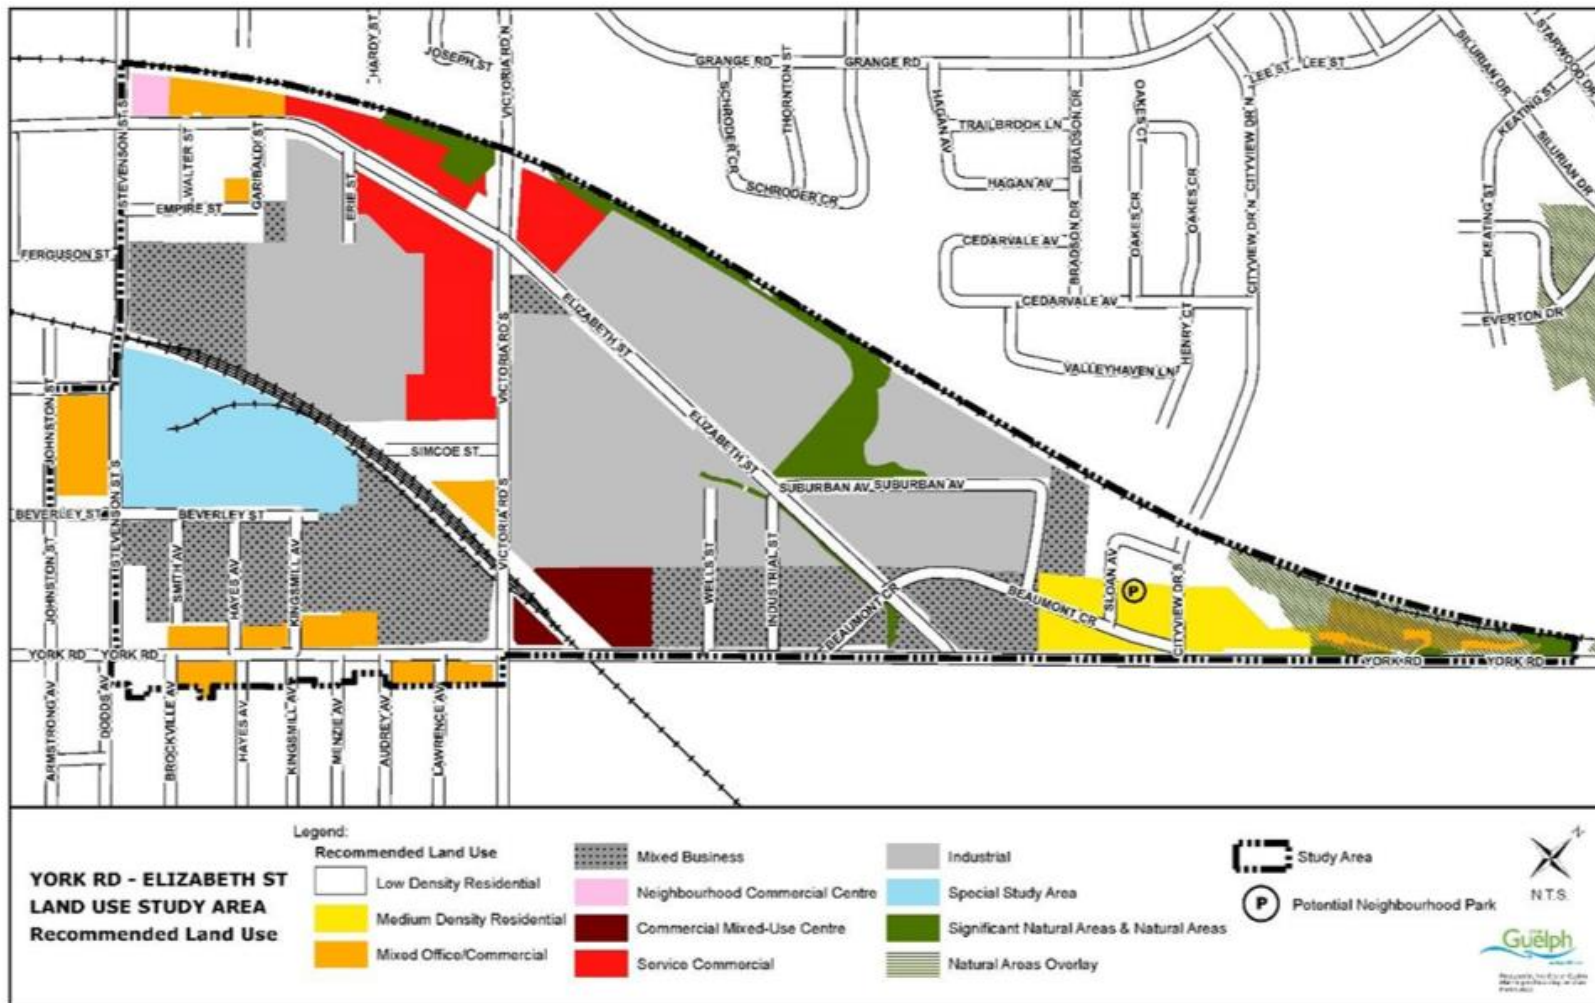 HARDY ST
JOSEPH ST
VICTORIA RD N
GRANGE RD
GRANGE RD
THORNTON ST
SCHRODER CR
SCHRODER CR
HAGAN AV
TRAILBROOK LN
HAGAN AV
BRADSON DR
BRADSON DR
OAKES CT
OAKES CR
OAKES CR
LEE ST
LEE ST
CITYVIEW DR N
CITYVIEW DR N
SILURIAN DR
SILURIAN DR
STARWOOD DR
KEATING ST
KEATING ST
EVERTON DR
CEDARVALE AV
CEDARVALE AV
HENRY CT
VALLEYHAVEN LN
STEVENSON ST S
WALTER ST
GARIBALDI ST
EMPIRE ST
ERIE ST
FERGUSON ST
ELIZABETH ST
ELIZABETH ST
VICTORIA RD S
VICTORIA RD S
SIMCOE ST
JOHNSTON ST
JOHNSTON ST
STEVENSON ST S
BEVERLEY ST
BEVERLEY ST
SMITH AV
HAYES AV
KINGSMILL AV
SUBURBAN AV
SUBURBAN AV
WELLS ST
INDUSTRIAL ST
BEAUMONT CR
BEAUMONT CR
SLOAN AV
P
CITYVIEW DR S
CITYVIEW DR S
YORK RD
YORK RD
YORK RD
YORK RD
ARMSTRONG AV
DODDS AV
BROCKVILLE AV
HAYES AV
KINGSMILL AV
MENZIE AV
AUDREY AV
LAWRENCE AV
YORK RD - ELIZABETH ST
LAND USE STUDY AREA
Recommended Land Use
Legend:
Recommended Land Use
Low Density Residential
Medium Density Residential
Mixed Office/Commercial
Mixed Business
Neighbourhood Commercial Centre
Commercial Mixed-Use Centre
Service Commercial
Industrial
Special Study Area
Significant Natural Areas & Natural Areas
Natural Areas Overlay
Study Area
P
Potential Neighbourhood Park
N
N.T.S.
Guelph